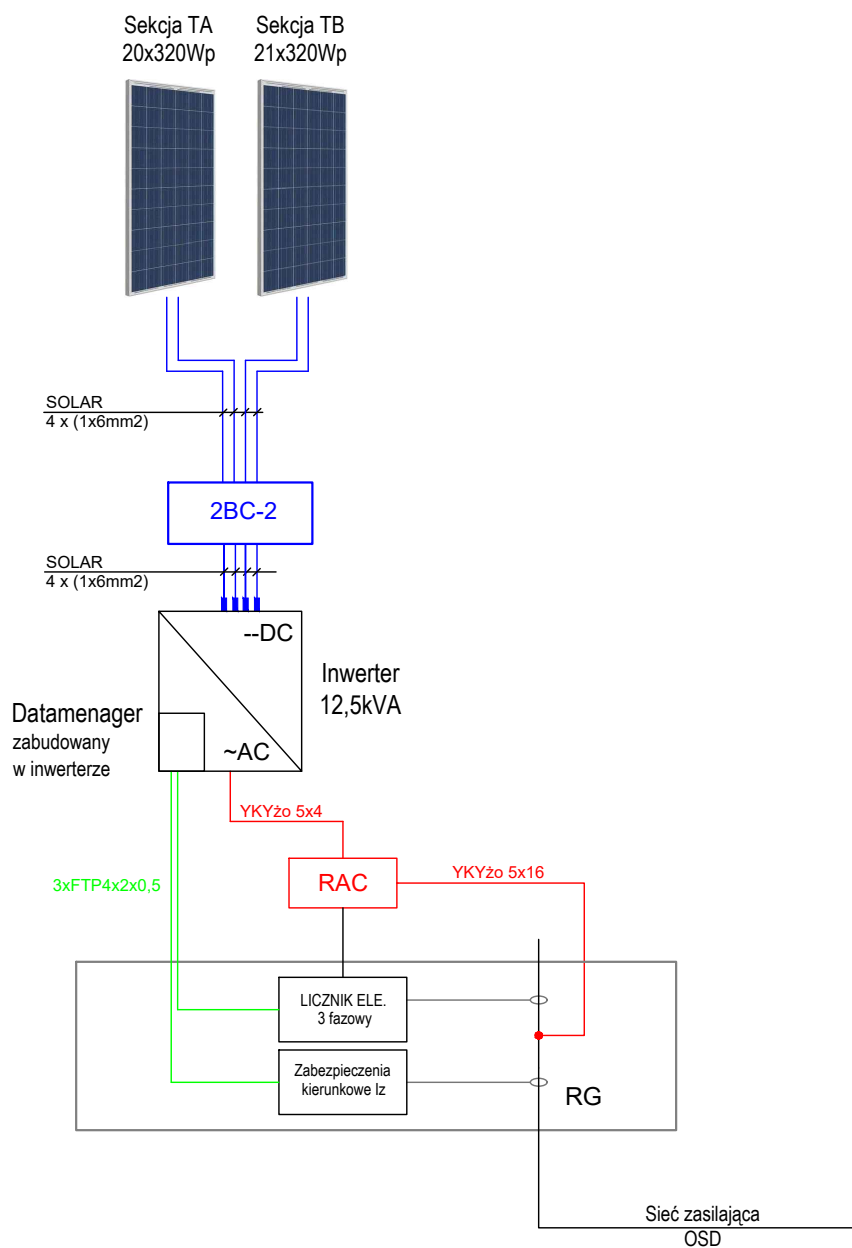 Sekcja TA
20x320Wp
Sekcja TB
21x320Wp
SOLAR
4 x (1x6mm2)
2BC-2
SOLAR
4 x (1x6mm2)
--DC
Inwerter
12,5kVA
Datamenager
zabudowany
w inwerterze
~AC
YKYżo 5x4
3xFTP4x2x0,5
RAC
YKYżo 5x16
LICZNIK ELE.
3 fazowy
Zabezpieczenia
kierunkowe Iz
RG
Sieć zasilająca
OSD